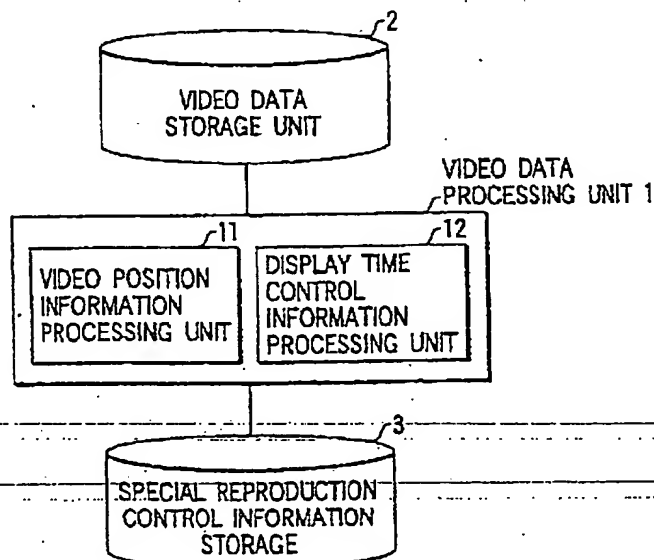 2
VIDEO DATA
STORAGE UNIT
VIDEO DATA
PROCESSING UNIT 1
11
VIDEO POSITION
INFORMATION
PROCESSING UNIT
12
DISPLAY TIME
CONTROL
INFORMATION
PROCESSING UNIT
3
SPECIAL REPRODUCTION
CONTROL INFORMATION
STORAGE